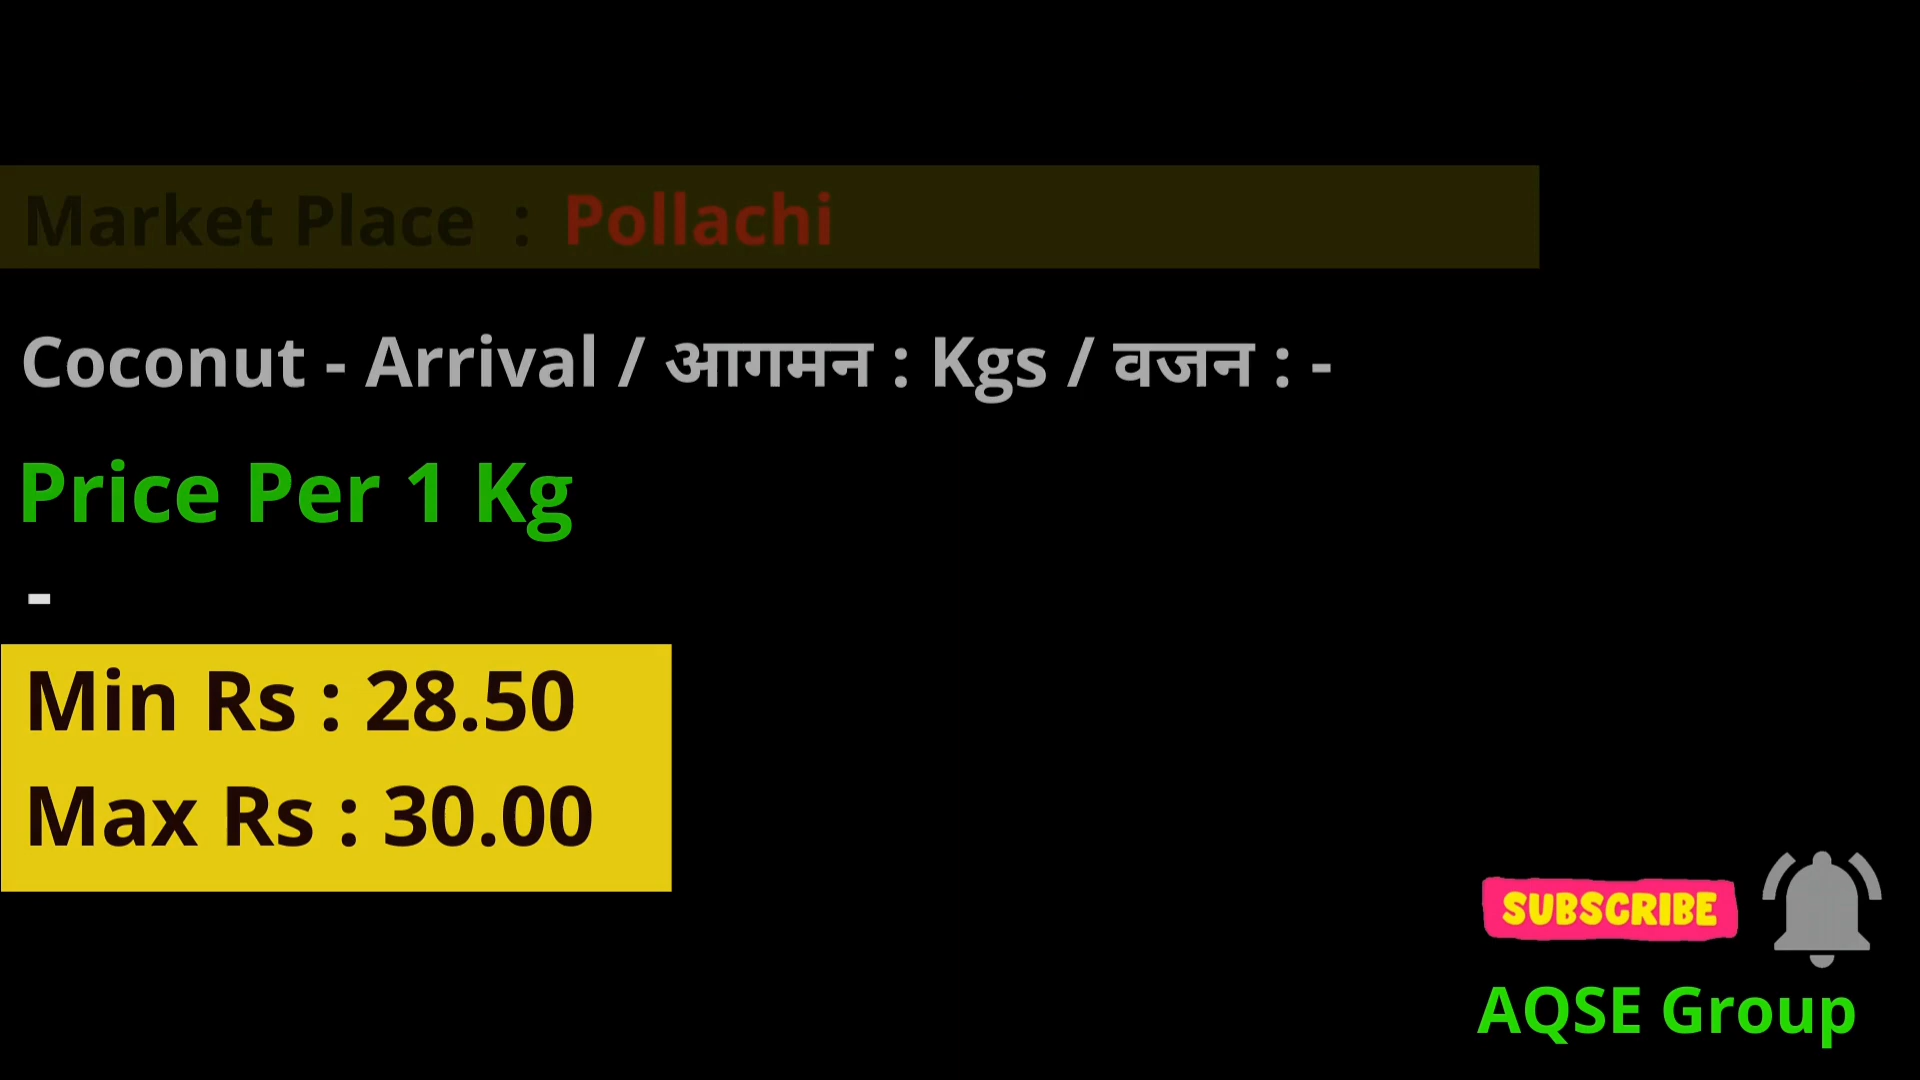 Market Place : Pollachi
Coconut - Arrival / आगमन : Kgs / वजन : -
Price Per 1 Kg
-
Min Rs : 28.50
Max Rs : 30.00
SUBSCRIBE
AQSE Group